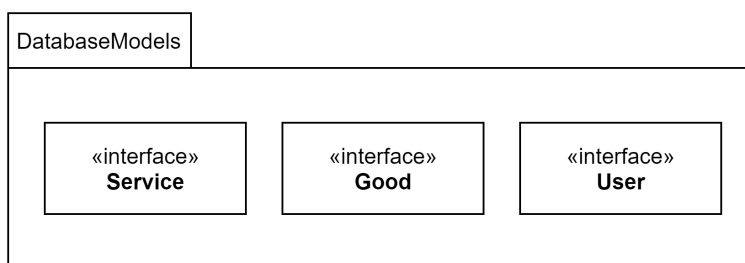 DatabaseModels
«interface»
Service
«interface»
Good
«interface»
User